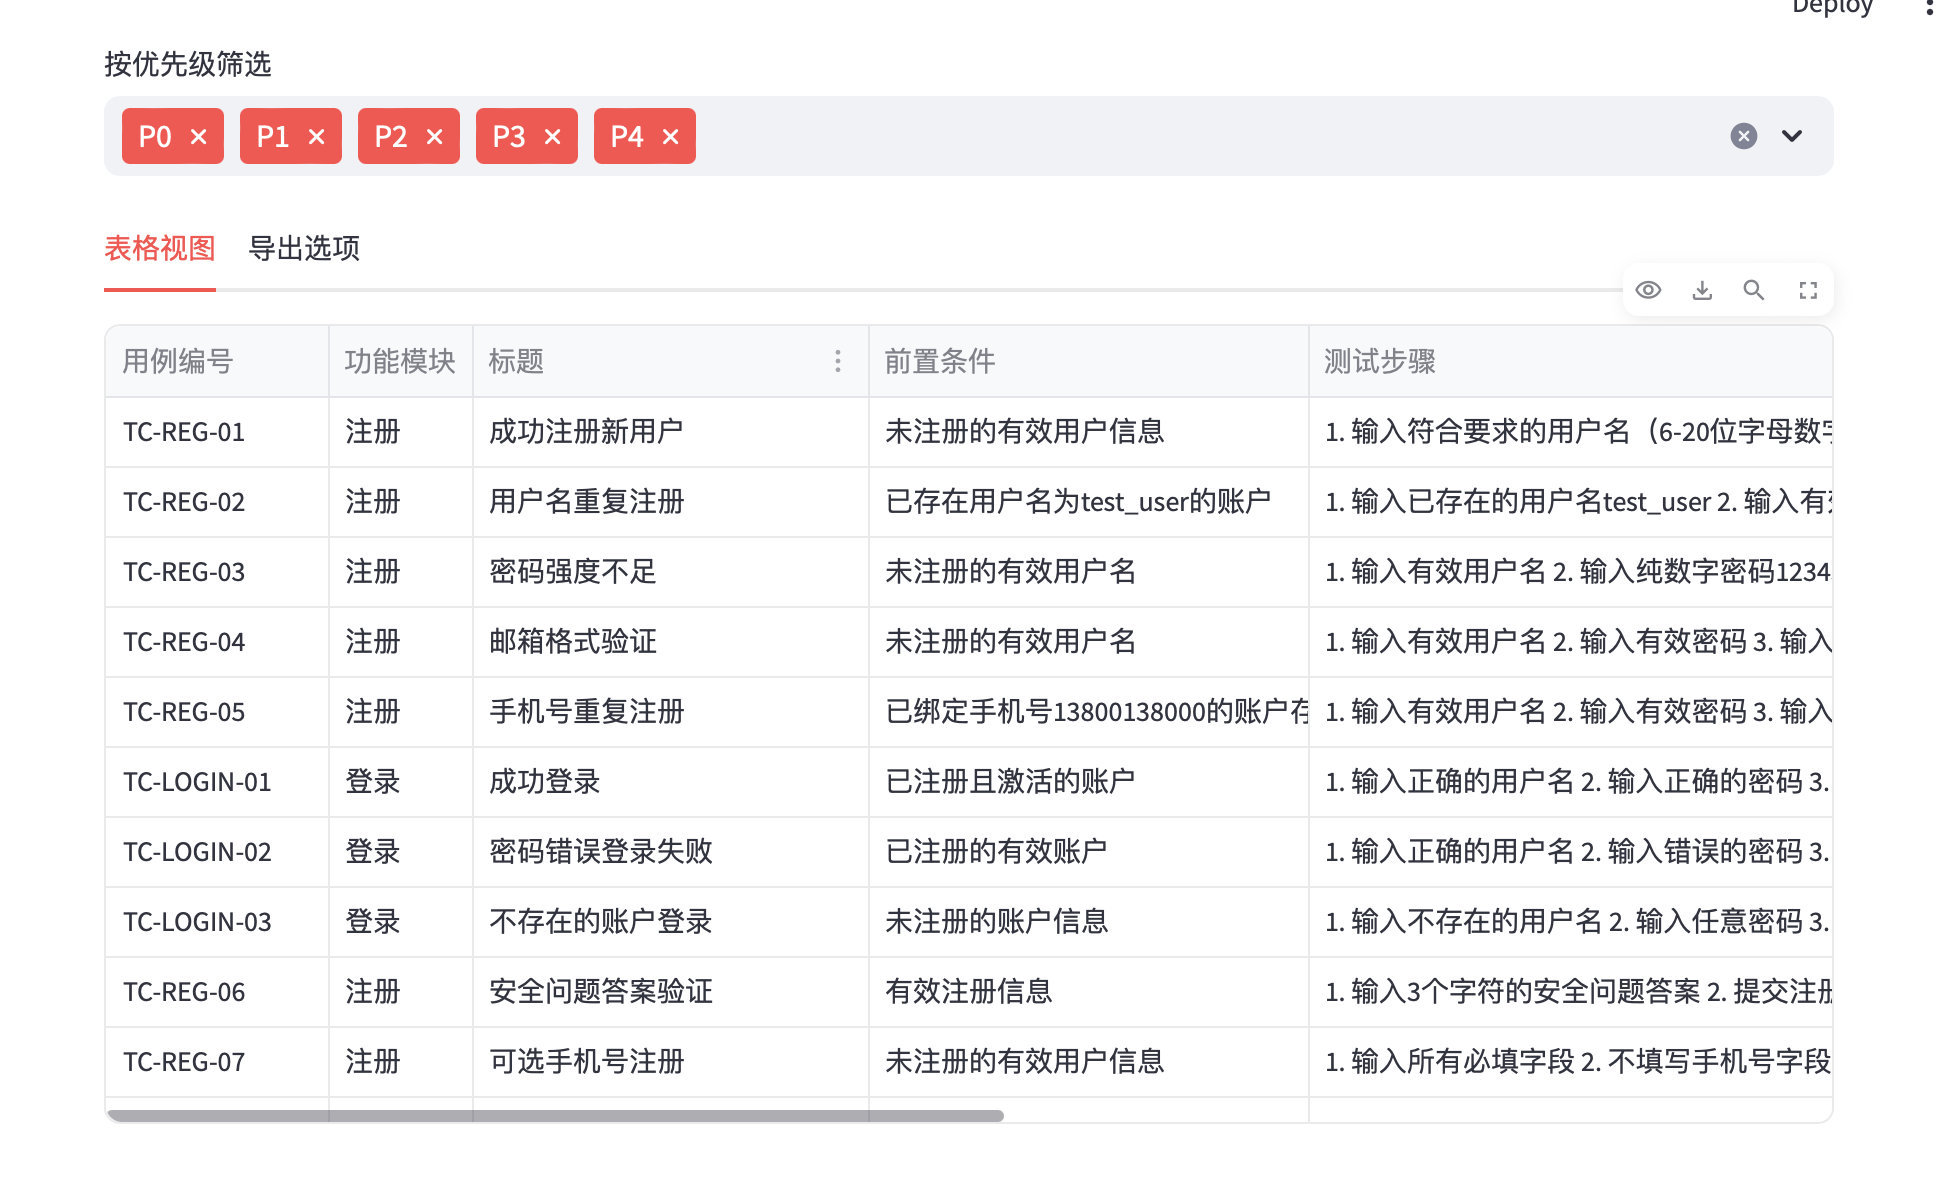 Deploy
按优先级筛选
P0 P1 P2 P3 P4
表格视图 导出选项
用例编号 功能模块 标题 前置条件 测试步骤
TC-REG-01 注册 成功注册新用户 未注册的有效用户信息 1. 输入符合要求的用户名（6-20位字母数字
TC-REG-02 注册 用户名重复注册 已存在用户名为test_user的账户 1. 输入已存在的用户名test_user 2. 输入有效
TC-REG-03 注册 密码强度不足 未注册的有效用户名 1. 输入有效用户名 2. 输入纯数字密码1234
TC-REG-04 注册 邮箱格式验证 未注册的有效用户名 1. 输入有效用户名 2. 输入有效密码 3. 输入
TC-REG-05 注册 手机号重复注册 已绑定手机号13800138000的账户存 1. 输入有效用户名 2. 输入有效密码 3. 输入
TC-LOGIN-01 登录 成功登录 已注册且激活的账户 1. 输入正确的用户名 2. 输入正确的密码 3.
TC-LOGIN-02 登录 密码错误登录失败 已注册的有效账户 1. 输入正确的用户名 2. 输入错误的密码 3.
TC-LOGIN-03 登录 不存在的账户登录 未注册的账户信息 1. 输入不存在的用户名 2. 输入任意密码 3.
TC-REG-06 注册 安全问题答案验证 有效注册信息 1. 输入3个字符的安全问题答案 2. 提交注册
TC-REG-07 注册 可选手机号注册 未注册的有效用户信息 1. 输入所有必填字段 2. 不填写手机号字段